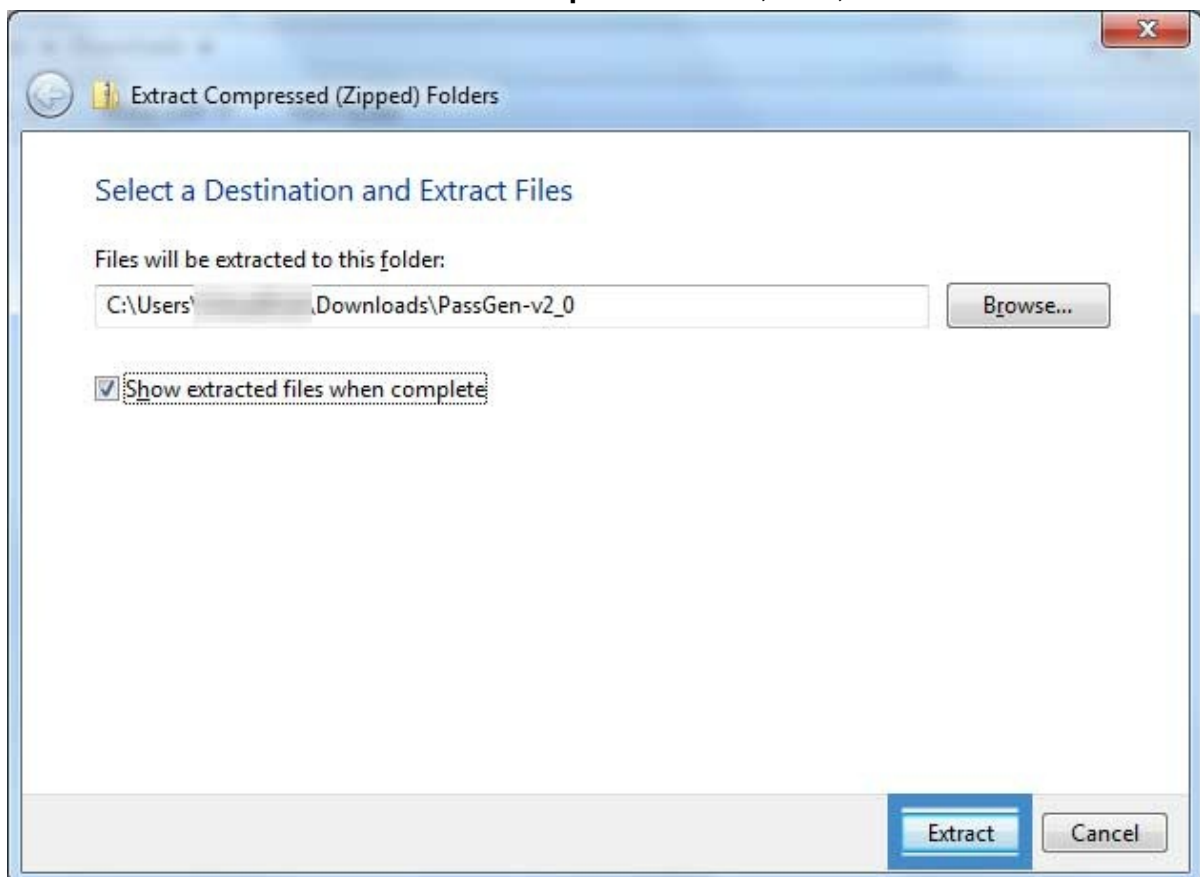 Extract Compressed (Zipped) Folders
Select a Destination and Extract Files
Files will be extracted to this folder:
C:\Users\ \Downloads\PassGen-v2_0
Browse...
Show extracted files when complete
Extract
Cancel